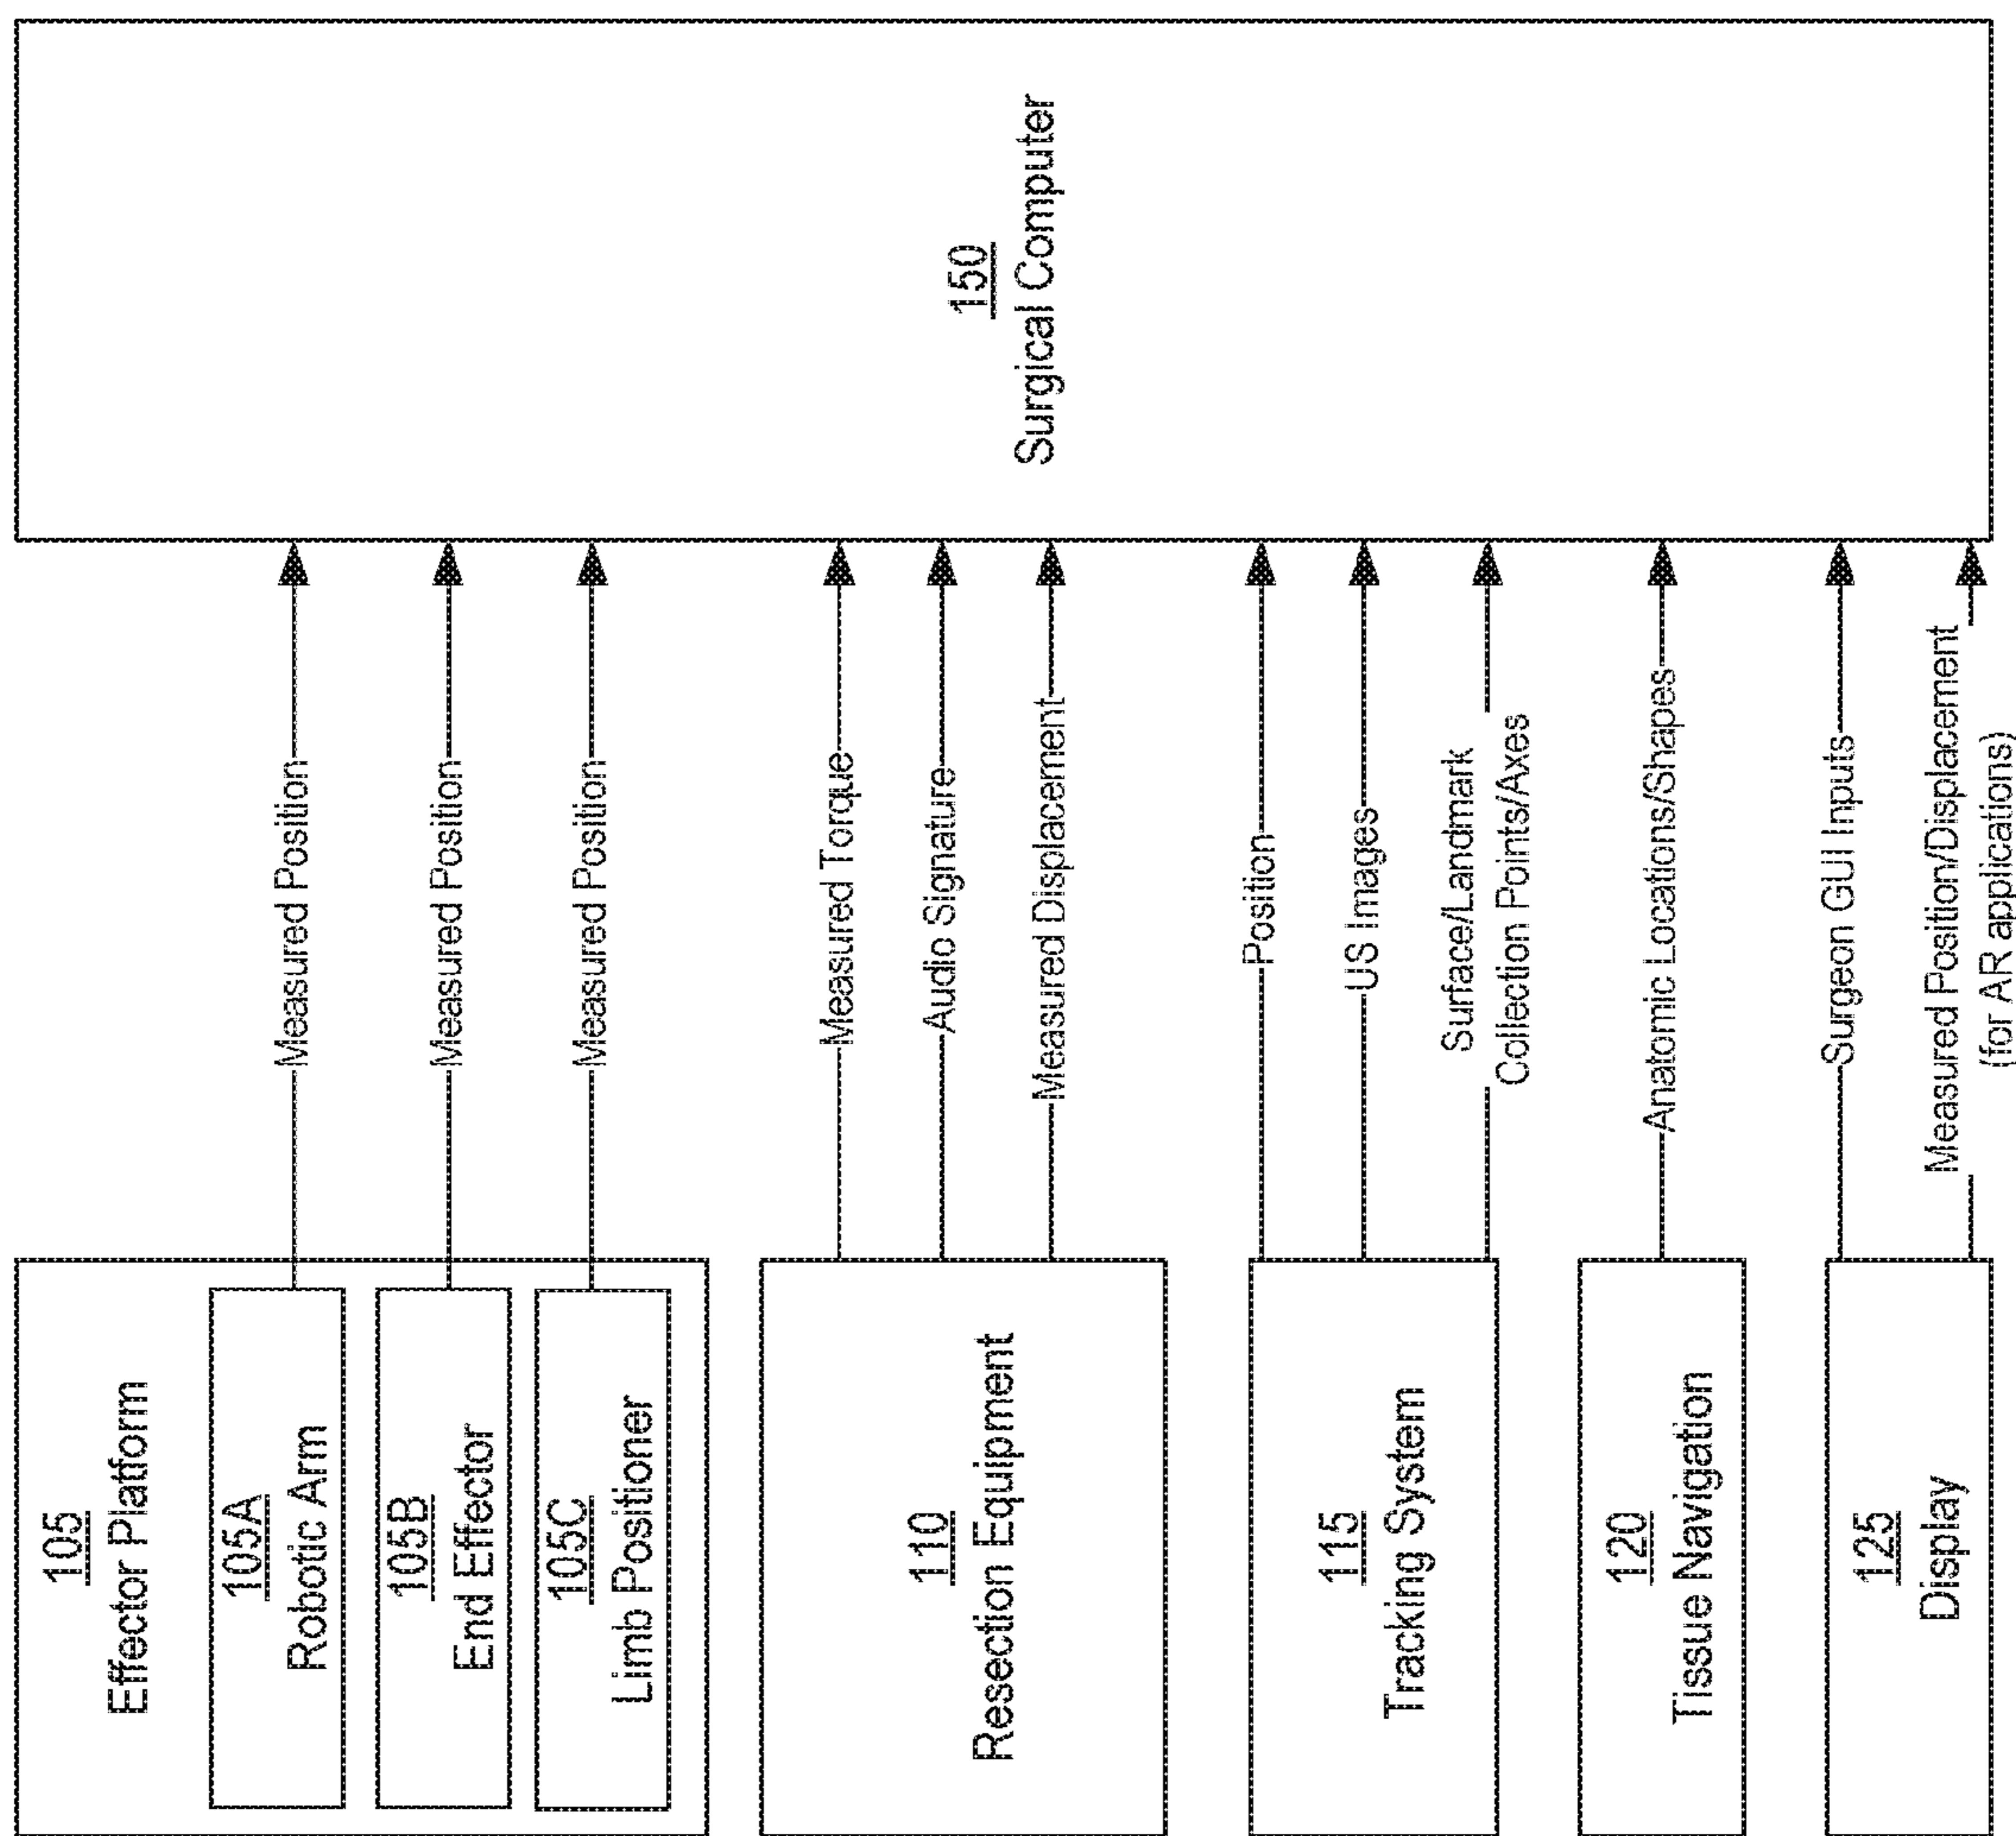 105
Effector Platform
105A
Robotic Arm
Measured Position
105B
End Effector
Measured Position
105C
Limb Positioner
Measured Position
110
Resection Equipment
Measured Torque
Audio Signature
Measured Displacement
115
Tracking System
Position
US Images
Surface/Landmark
Collection Points/Axes
120
Tissue Navigation
Anatomic Locations/Shapes
125
Display
Surgeon GUI Inputs
Measured Position/Displacement
(for AR applications)
150
Surgical Computer